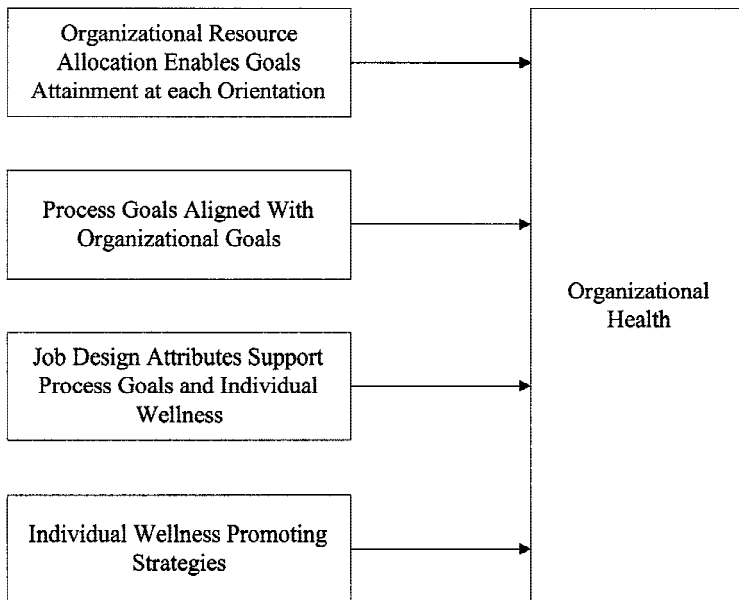 Organizational Resource
Allocation Enables Goals
Attainment at each Orientation
Process Goals Aligned With
Organizational Goals
Organizational
Health
Job Design Attributes Support
Process Goals and Individual
Wellness
Individual Wellness Promoting
Strategies